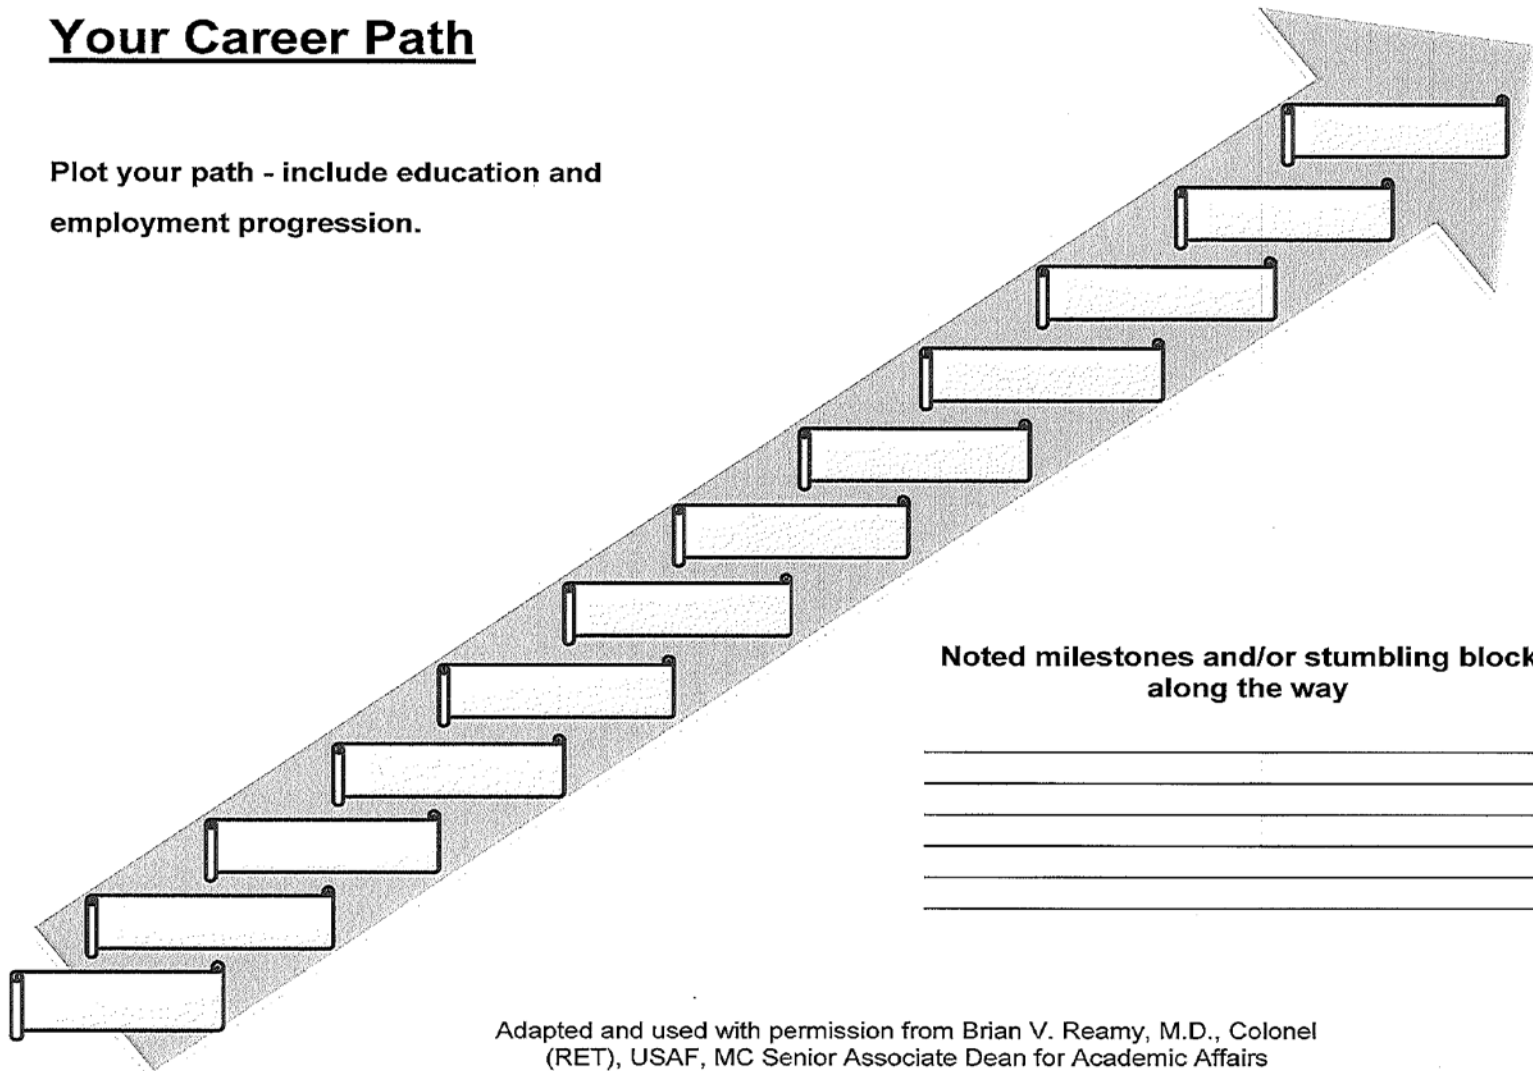 Your Career Path
Plot your path - include education and
employment progression.
Noted milestones and/or stumbling block
along the way
Adapted and used with permission from Brian V. Reamy, M.D., Colonel
(RET), USAF, MC Senior Associate Dean for Academic Affairs